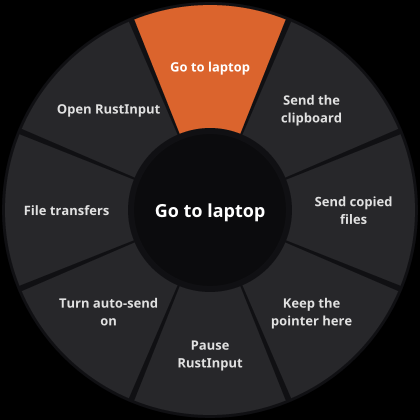 Go to laptop
Open RustInput
Send the
clipboard
File transfers
Go to laptop
Send copied
files
Turn auto-send
on
Keep the
pointer here
Pause
RustInput